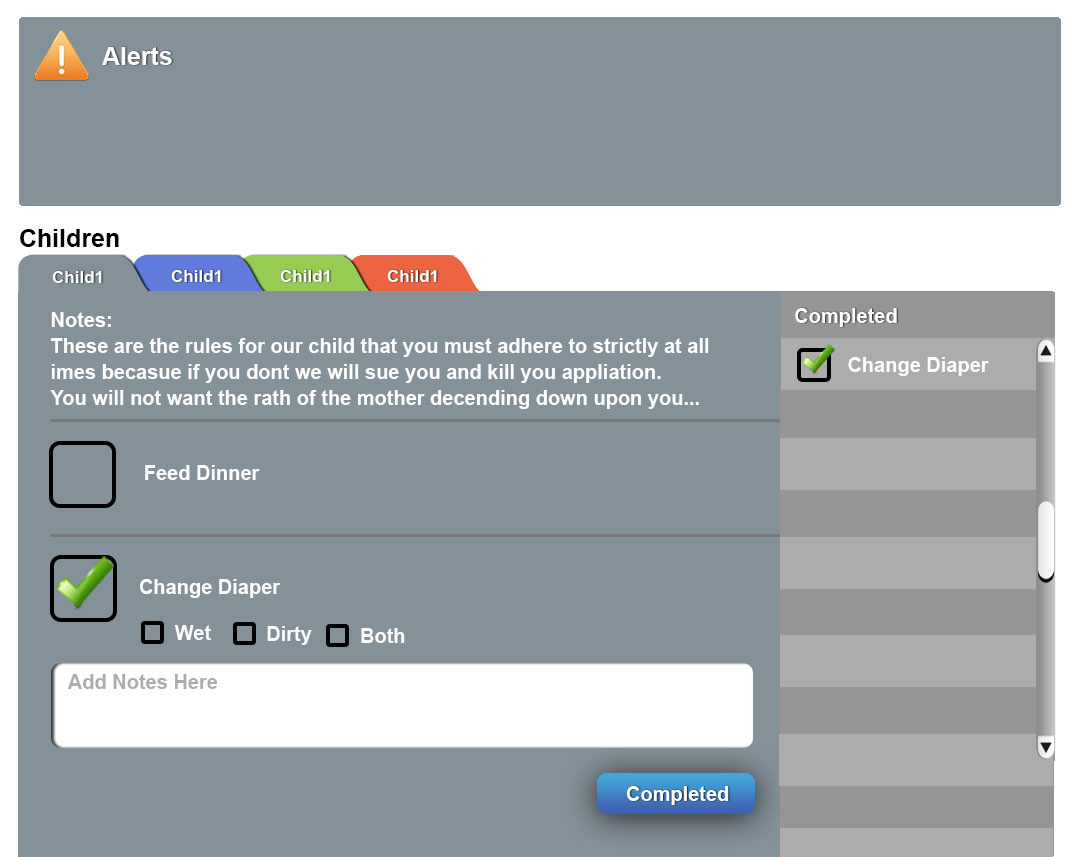 Alerts
Children
Child1
Child1
Child1
Child1
Notes:
These are the rules for our child that you must adhere to strictly at all
imes becasue if you dont we will sue you and kill you appliation.
You will not want the rath of the mother decending down upon you...
Feed Dinner
Change Diaper
Wet
Dirty
Both
Add Notes Here
Completed
Completed
Change Diaper